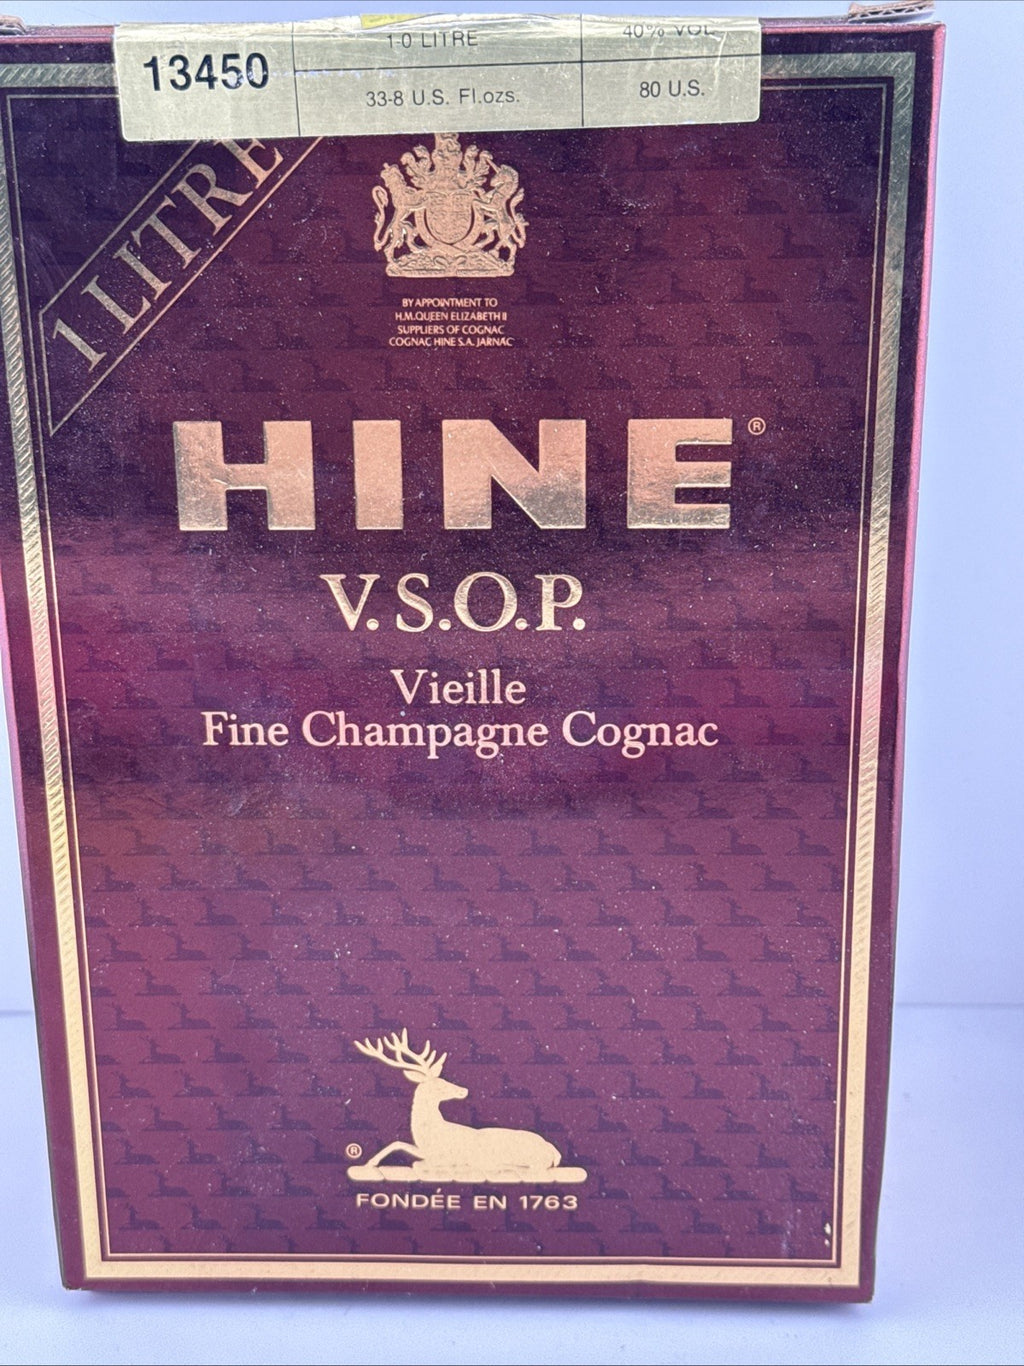 13450
1·0 LITRE
40% VOL
33-8 U.S. Fl.ozs.
80 U.S.
1 LITRE
BY APPOINTMENT TO
H.M.QUEEN ELIZABETH II
SUPPLIERS OF COGNAC
COGNAC HINE S.A. JARNAC
HINE®
V.S.O.P.
Vieille
Fine Champagne Cognac
®
FONDÉE EN 1763